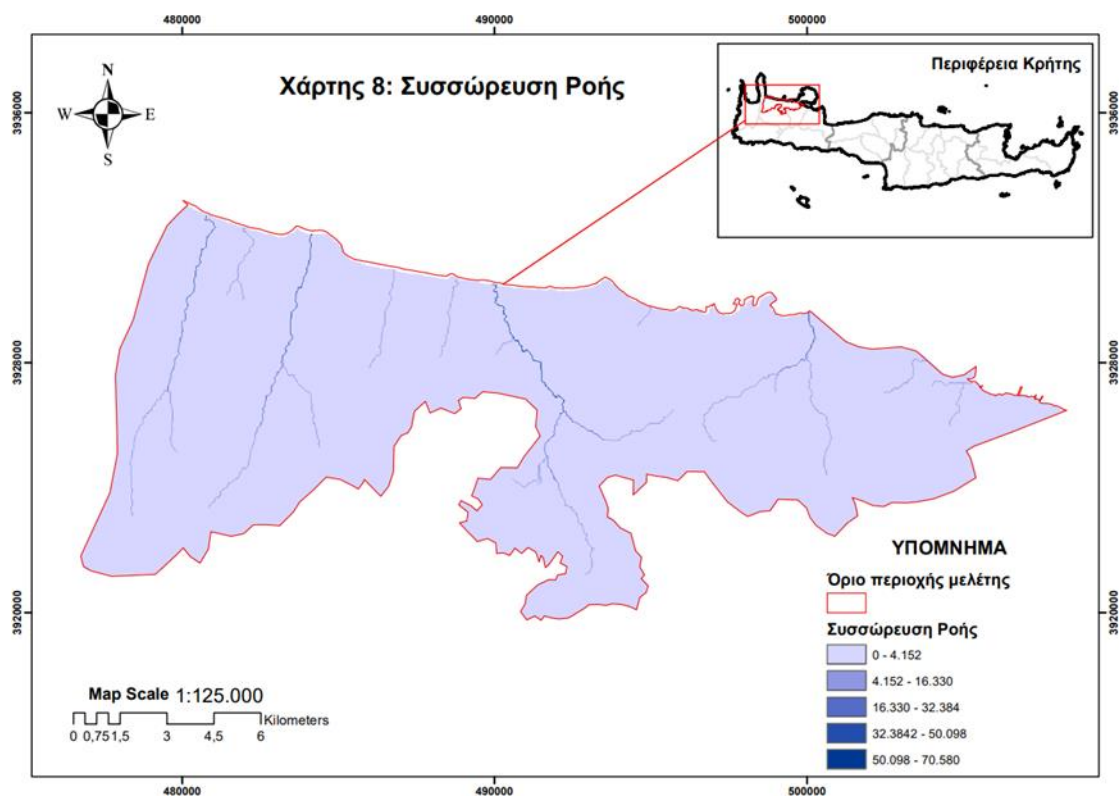 480000 490000 500000
N
W E
S
Χάρτης 8: Συσσώρευση Ροής
Περιφέρεια Κρήτης
3936000 3936000
3928000 3928000
3920000 3920000
ΥΠΟΜΝΗΜΑ
Όριο περιοχής μελέτης
Συσσώρευση Ροής
0 - 4.152
4.152 - 16.330
16.330 - 32.384
32.3842 - 50.098
50.098 - 70.580
Map Scale 1:125.000
Kilometers
0 0,75 1,5 3 4,5 6
480000 490000 500000